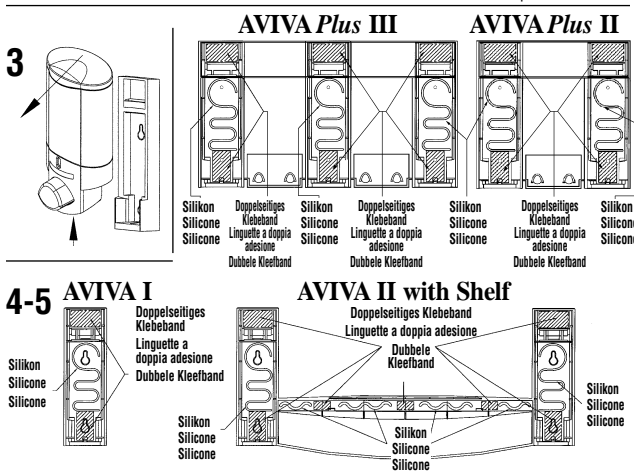 3
AVIVA Plus III
AVIVA Plus II
Silikon
Silicone
Silicone
Doppelseitiges
Klebeband
Linguette a doppia
adesione
Dubbele Kleefband
Silikon
Silicone
Silicone
Doppelseitiges
Klebeband
Linguette a doppia
adesione
Dubbele Kleefband
Silikon
Silicone
Silicone
Doppelseitiges
Klebeband
Linguette a doppia
adesione
Dubbele Kleefband
Silikon
Silicone
Silicone
4-5
AVIVA I
Doppelseitiges
Klebeband
Linguette a
doppia adesione
Dubbele Kleefband
Silikon
Silicone
Silicone
AVIVA II with Shelf
Doppelseitiges Klebeband
Linguette a doppia adesione
Dubbele
Kleefband
Silikon
Silicone
Silicone
Silikon
Silicone
Silicone
Silikon
Silicone
Silicone